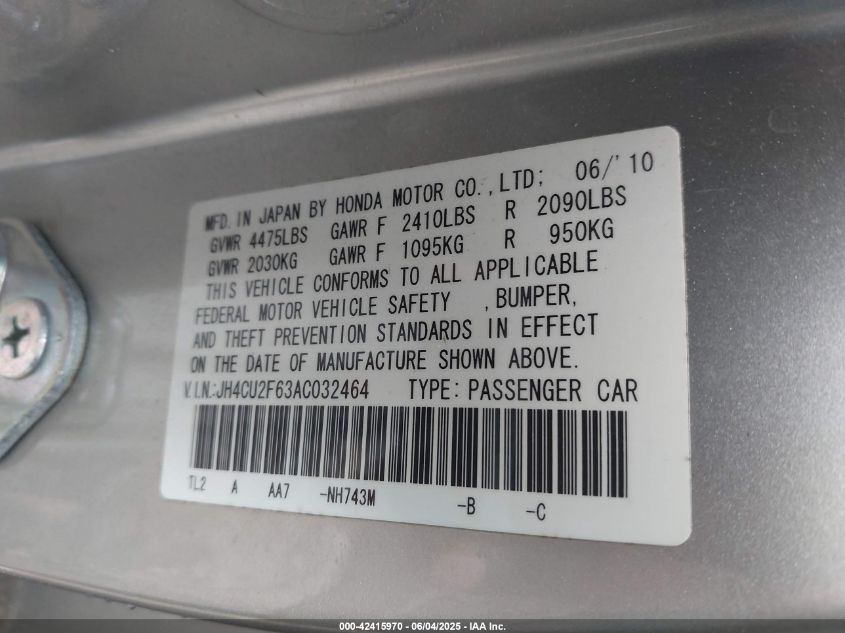 MFD. IN JAPAN BY HONDA MOTOR CO.,LTD; 06/'10
GVWR 4475LBS GAWR F 2410LBS R 2090LBS
GVWR 2030KG GAWR F 1095KG R 950KG
THIS VEHICLE CONFORMS TO ALL APPLICABLE
FEDERAL MOTOR VEHICLE SAFETY ,BUMPER,
AND THEFT PREVENTION STANDARDS IN EFFECT
ON THE DATE OF MANUFACTURE SHOWN ABOVE.
V.I.N.:JH4CU2F63AC032464 TYPE: PASSENGER CAR
TL2 A AA7 -NH743M -B -C
000-42415970 - 06/04/2025 - IAA Inc.